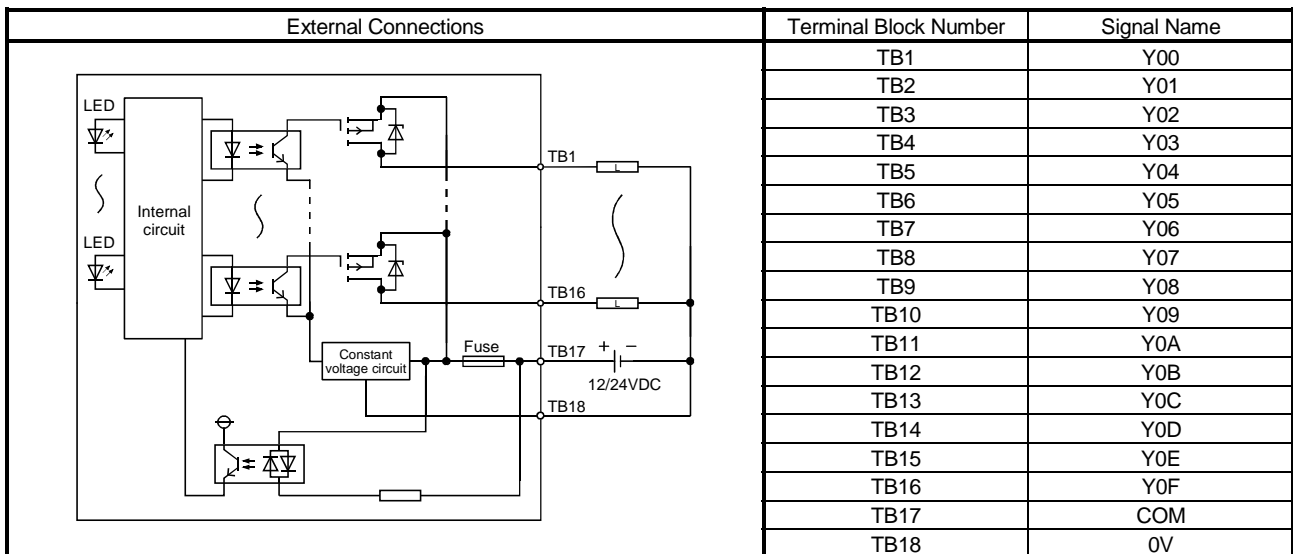 External Connections
Terminal Block Number
Signal Name
LED
LED
Internal
circuit
Constant
voltage circuit
Fuse
TB1
L
TB16
L
TB17
+ –
12/24VDC
TB18
TB1 Y00
TB2 Y01
TB3 Y02
TB4 Y03
TB5 Y04
TB6 Y05
TB7 Y06
TB8 Y07
TB9 Y08
TB10 Y09
TB11 Y0A
TB12 Y0B
TB13 Y0C
TB14 Y0D
TB15 Y0E
TB16 Y0F
TB17 COM
TB18 0V